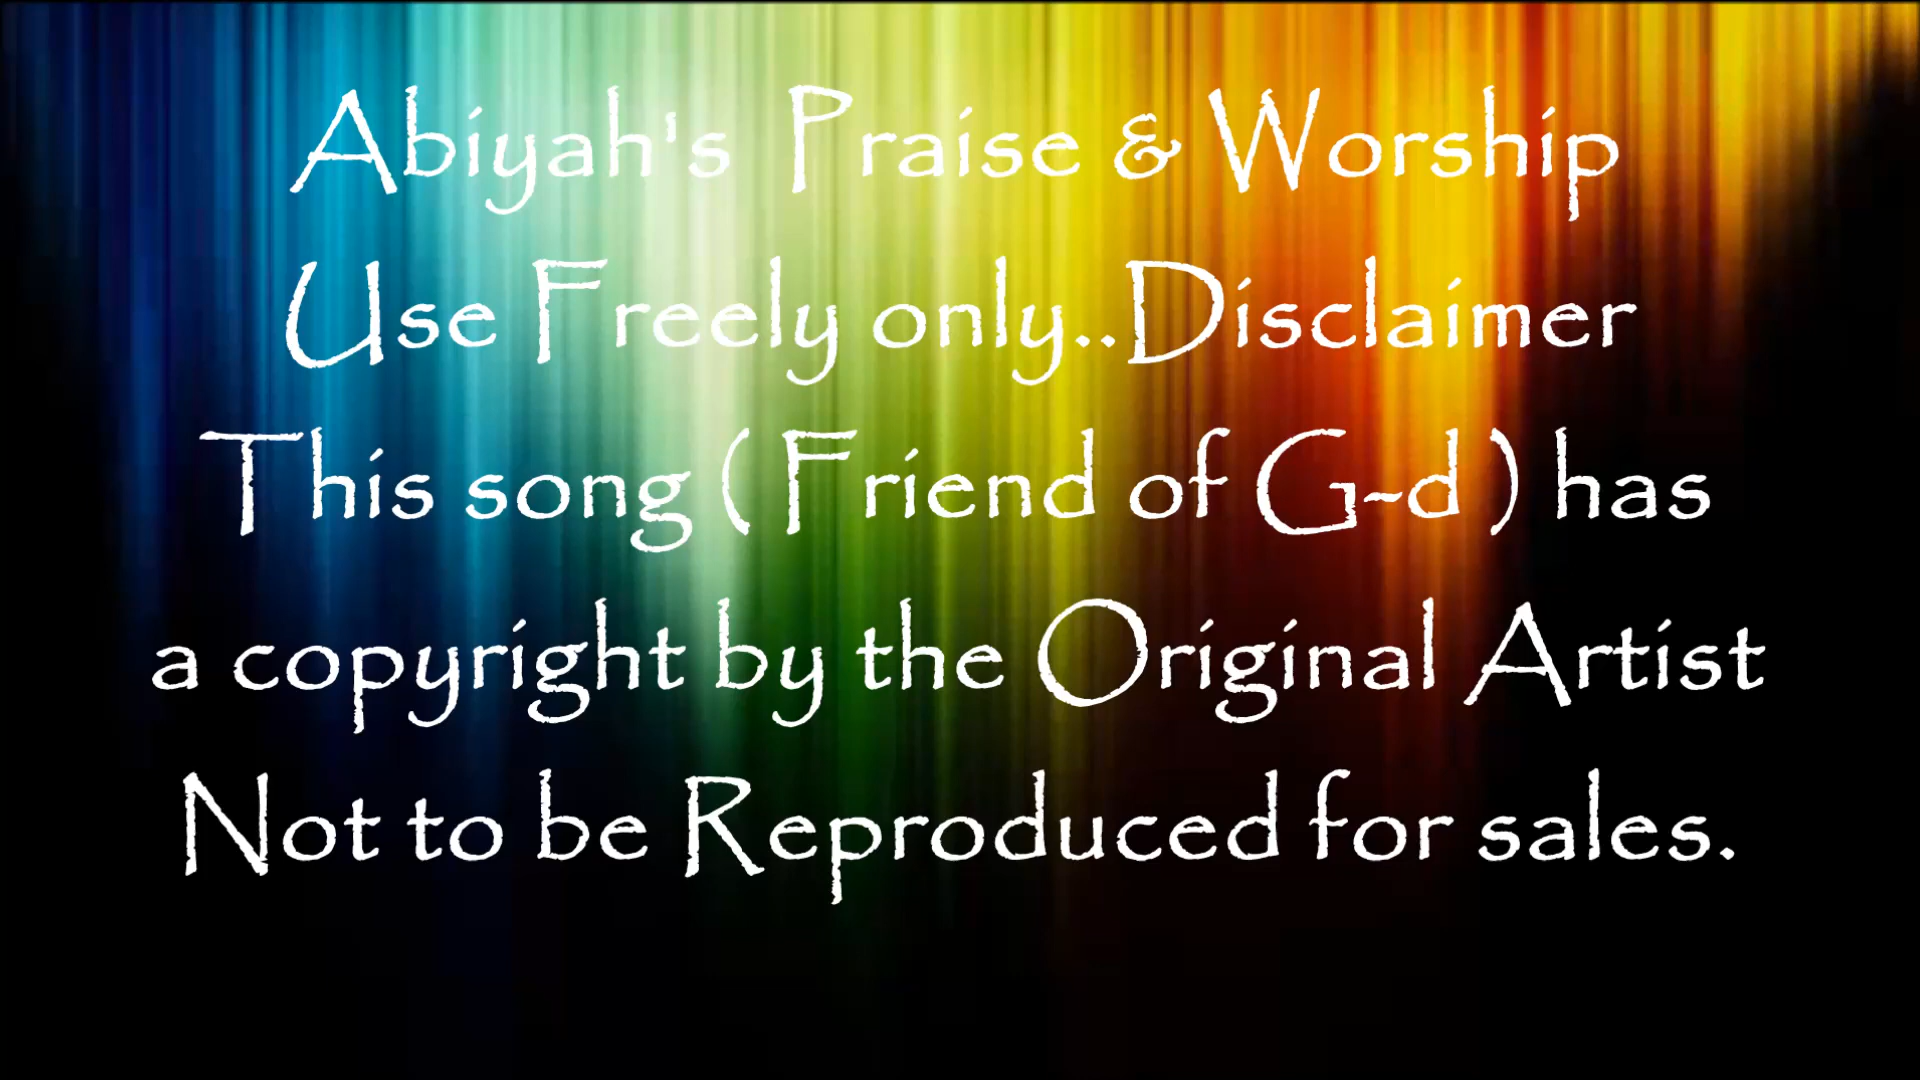 Abiyah's Praise & Worship
Use Freely only..Disclaimer
This song ( Friend of G-d ) has
a copyright by the Original Artist
Not to be Reproduced for sales.